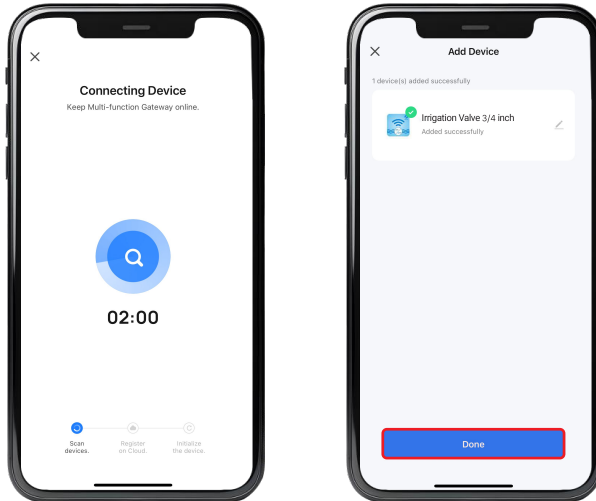 Connecting Device
Keep Multi-function Gateway online.
02:00
Scan
devices.
Register
on Cloud.
Initialize
the device.
Add Device
1 device(s) added successfully
Irrigation Valve 3/4 inch
Added successfully
Done